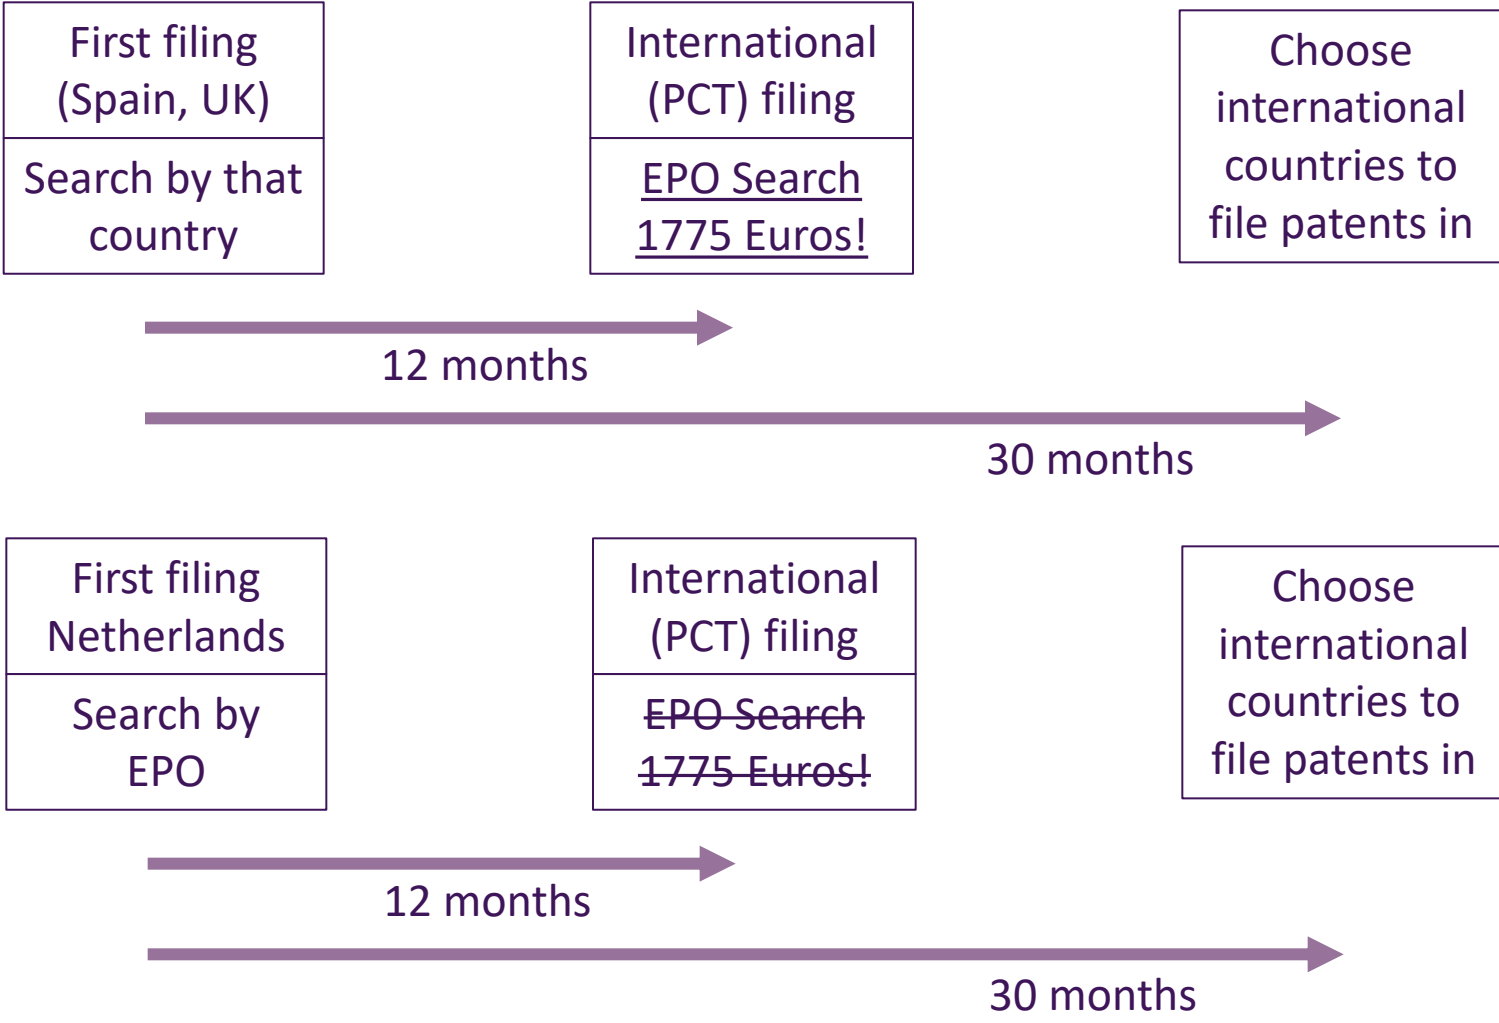 First filing
(Spain, UK)
Search by that
country
International
(PCT) filing
EPO Search
1775 Euros!
Choose
international
countries to
file patents in
12 months
30 months
First filing
Netherlands
Search by
EPO
International
(PCT) filing
EPO Search
1775 Euros!
Choose
international
countries to
file patents in
12 months
30 months